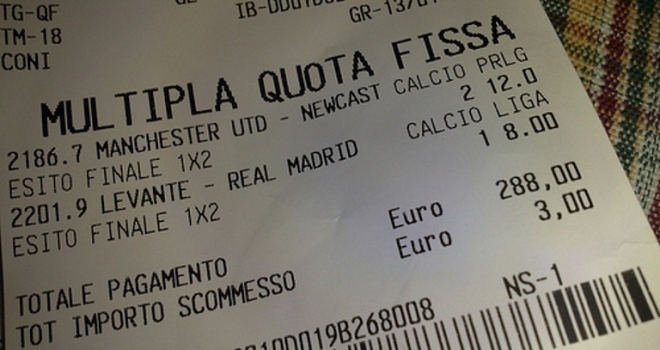 TG-QF
TM-18
CONI
MULTIPLA QUOTA FISSA
2186.7 MANCHESTER UTD - NEWCAST CALCIO PRLG
ESITO FINALE 1X2 2 12.0
2201.9 LEVANTE - REAL MADRID CALCIO LIGA
ESITO FINALE 1X2 1 8.00
TOTALE PAGAMENTO Euro 288,00
TOT IMPORTO SCOMMESSO Euro 3,00
NS-1